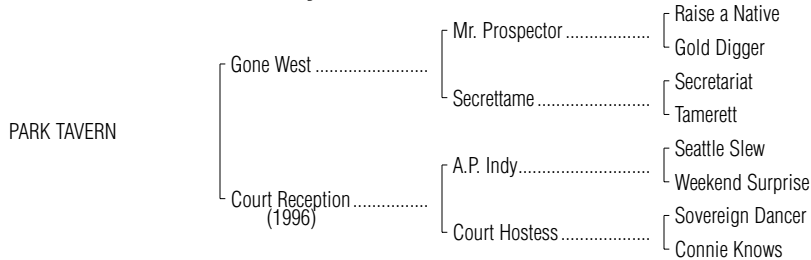 Raise a Native
Mr. Prospector ..................
Gold Digger
Gone West ........................
Secretariat
Secrettame ........................
Tamerett
PARK TAVERN
Seattle Slew
A.P. Indy............................
Weekend Surprise
Court Reception................
(1996)
Sovereign Dancer
Court Hostess...................
Connie Knows